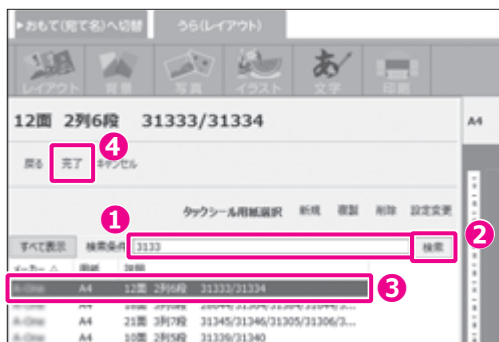 ▶おもて(宛て名)へ切替 うら(レイアウト)
レイアウト 背景 写真 イラスト 文字 印刷
12面 2列6段 31333/31334
A4
戻る 完了 キャンセル
④
タックシール用紙選択 新規 複製 削除 設定変更
①
②
すべて表示 検索条件 3133 検索
メーカー △ 用紙 説明
A-One A4 12面 2列6段 31333/31334
③
A-One A4
A-One A4 21面 3列7段 31345/31346/31305/31306/3...
A-One A4 10面 2列5段 31339/31340